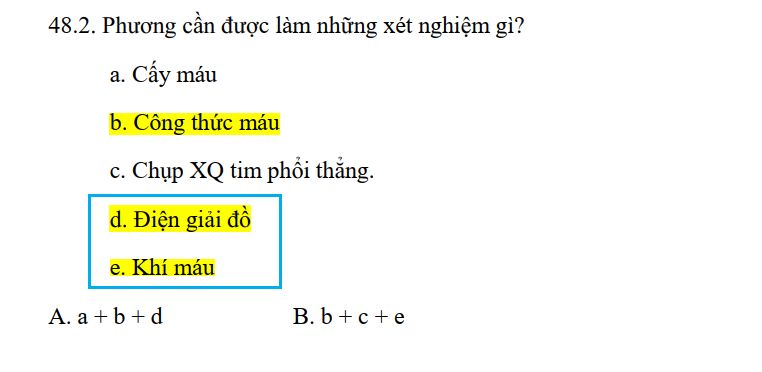 48.2. Phương cần được làm những xét nghiệm gì?
a. Cấy máu
b. Công thức máu
c. Chụp XQ tim phổi thẳng.
d. Điện giải đồ
e. Khí máu
A. a + b + d B. b + c + e